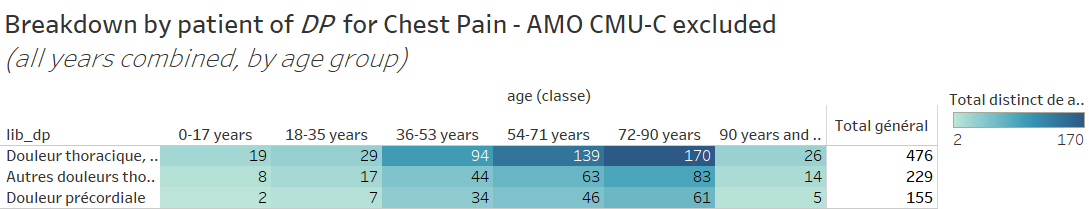 Breakdown by patient of DP for Chest Pain - AMO CMU-C excluded
(all years combined, by age group)
age (classe)
lib_dp 0-17 years 18-35 years 36-53 years 54-71 years 72-90 years 90 years and .. Total général
Douleur thoracique, .. 19 29 94 139 170 26 476
Autres douleurs tho.. 8 17 44 63 83 14 229
Douleur précordiale 2 7 34 46 61 5 155
Total distinct de a..
2 170